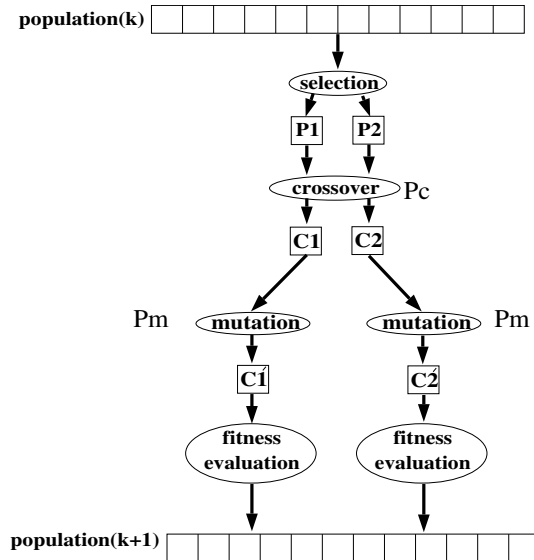 population(k)
selection
P1 P2
crossover Pc
C1 C2
Pm mutation mutation Pm
C1́ C2́
fitness fitness
evaluation evaluation
population(k+1)